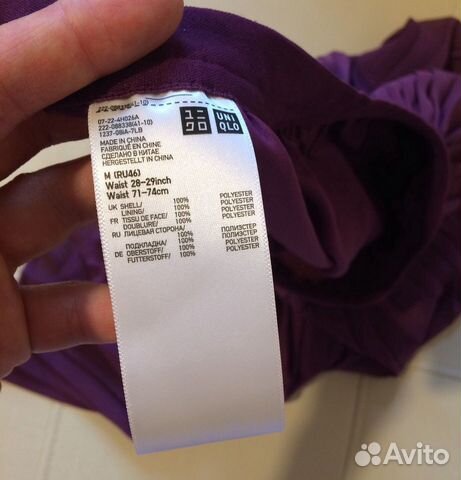 07-22-4H026A
222-088338(41-10)
1237-08IA-7LB
MADE IN CHINA
FABRIQUÉ EN CHINE
СДЕЛАНО В КИТАЕ
HERGESTELLT IN CHINA
UNI
QLO
M (RU46)
Waist 28-29inch
Waist 71-74cm
UK SHELL/ 100% POLYESTER
LINING/ 100% POLYESTER
FR TISSU DE FACE/ 100% POLYESTER
DOUBLURE/ 100% POLYESTER
RU ЛИЦЕВАЯ СТОРОНА/ 100% ПОЛИЭСТЕР
ПОДКЛАДКА/ 100% ПОЛИЭСТЕР
DE OBERSTOFF/ 100% POLYESTER
FUTTERSTOFF/ 100% POLYESTER
Avito